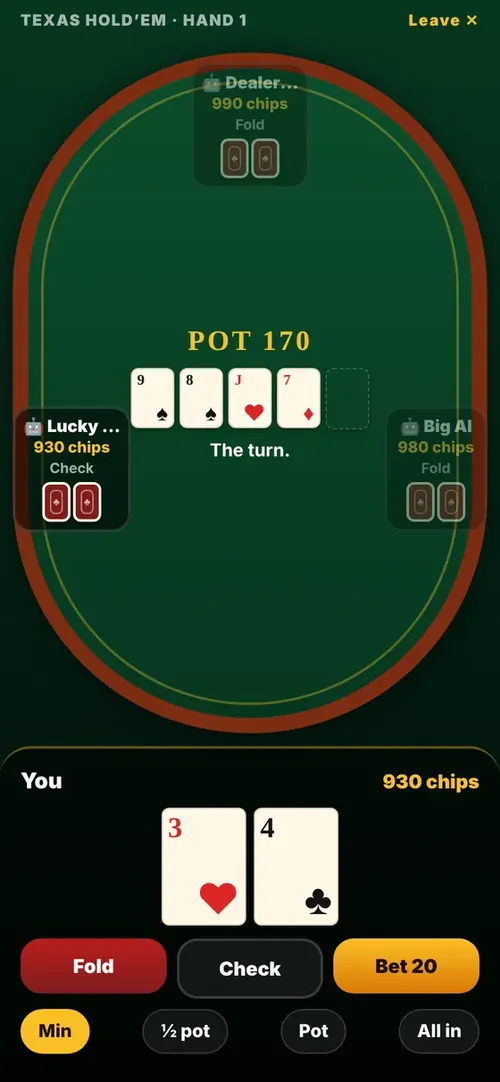 TEXAS HOLD'EM · HAND 1
Leave ✕
Dealer...
990 chips
Fold
POT 170
9 8 J 7
The turn.
Lucky ...
930 chips
Check
Big Al
980 chips
Fold
You
930 chips
3 4
Fold
Check
Bet 20
Min
½ pot
Pot
All in